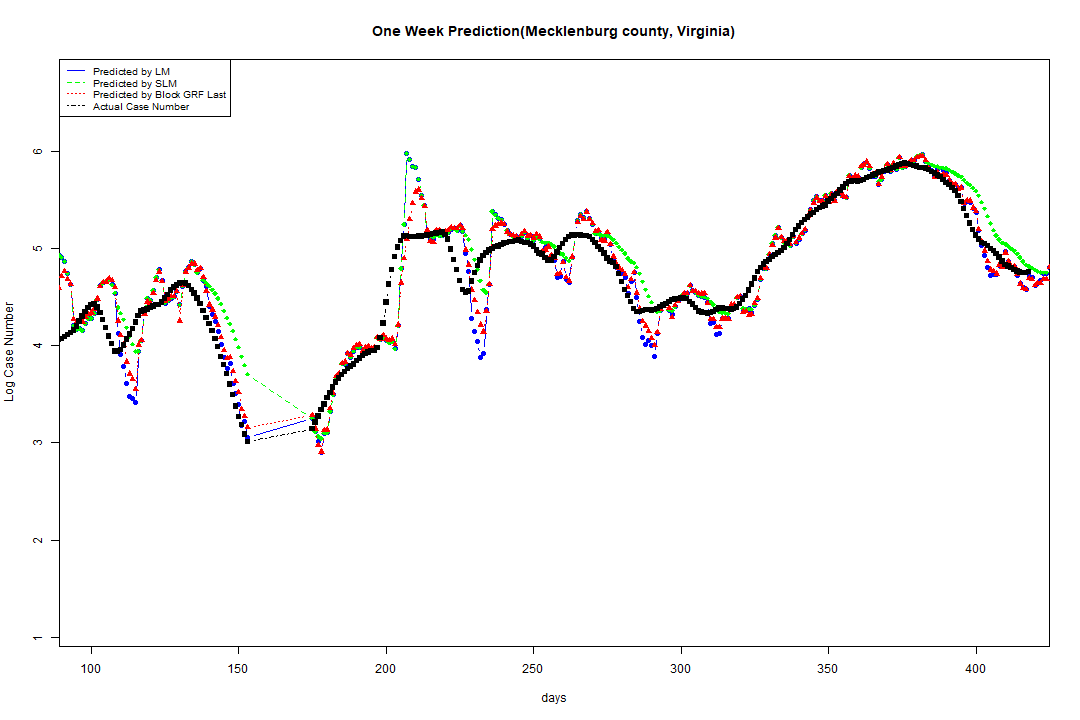 One Week Prediction(Mecklenburg county, Virginia)
Predicted by LM
Predicted by SLM
Predicted by Block GRF Last
Actual Case Number
Log Case Number
6
5
4
3
2
1
100 150 200 250 300 350 400
days